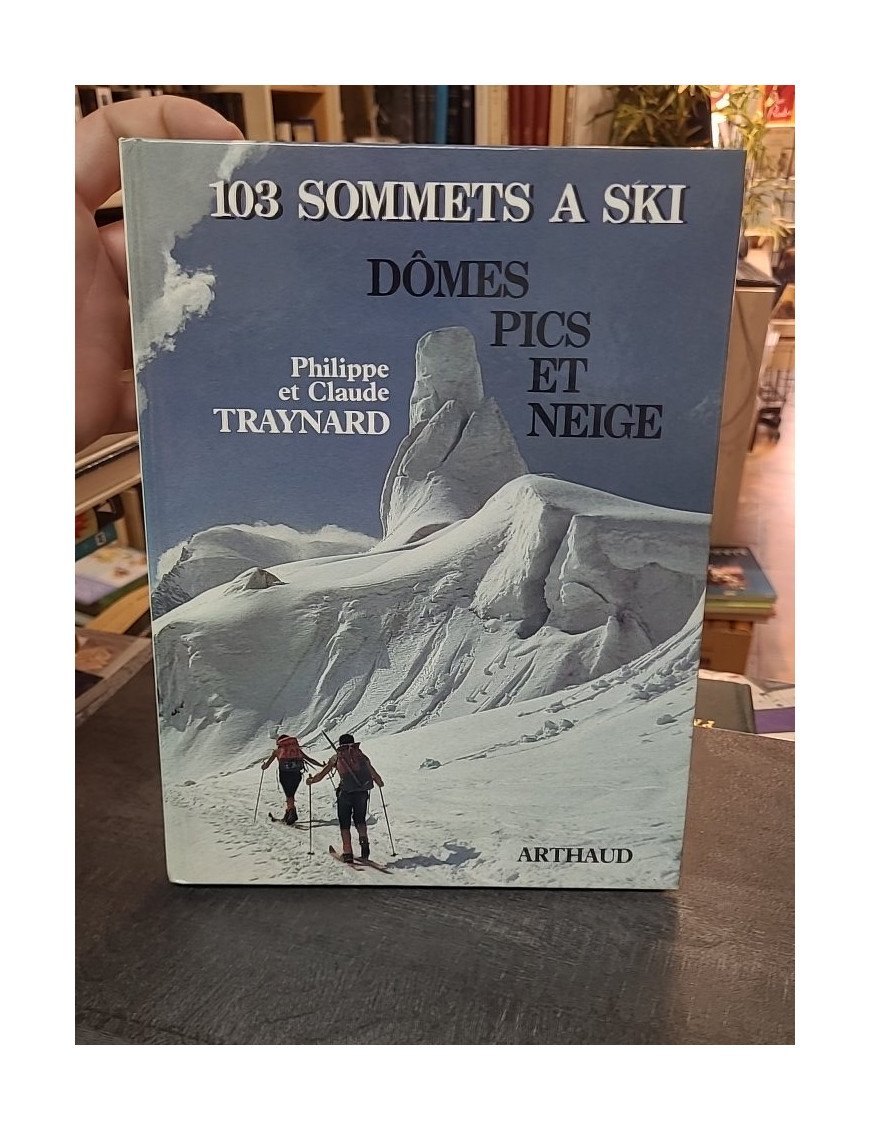 103 SOMMETS A SKI
DÔMES
PICS
ET
NEIGE
Philippe
et Claude
TRAYNARD
ARTHAUD